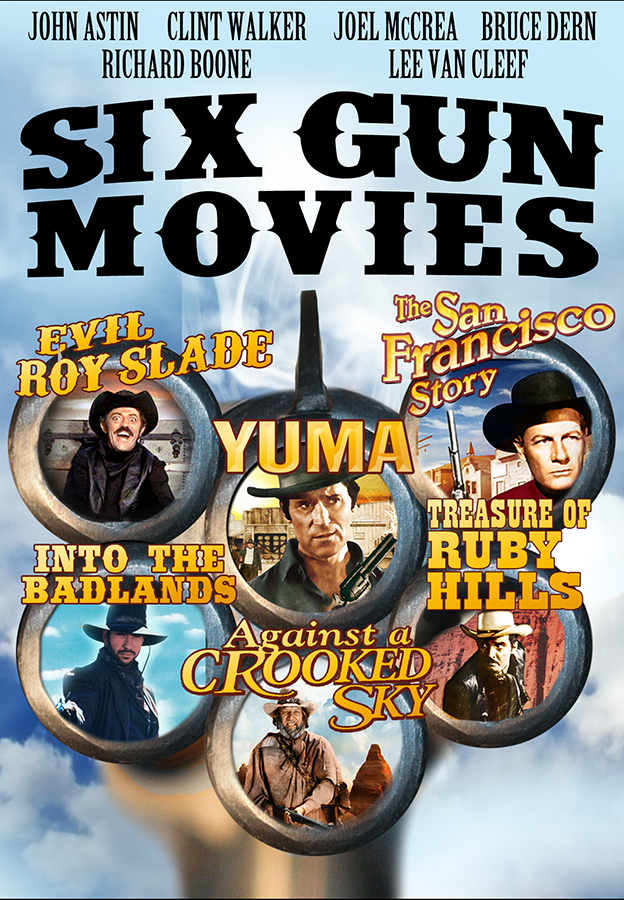 JOHN ASTIN CLINT WALKER JOEL McCREA BRUCE DERN
RICHARD BOONE LEE VAN CLEEF
SIX GUN
MOVIES
EVIL
ROY SLADE
The San
Francisco
Story
YUMA
INTO THE
BADLANDS
TREASURE OF
RUBY
HILLS
Against a
CROOKED
SKY